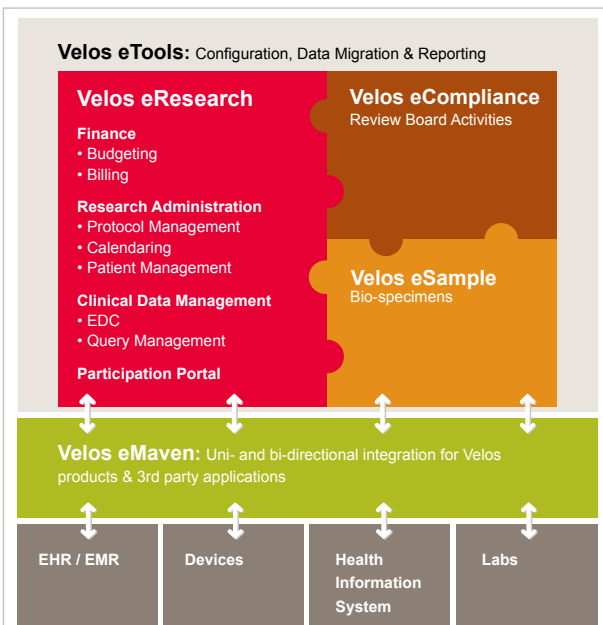 Velos eTools: Configuration, Data Migration & Reporting
Velos eResearch
Finance
• Budgeting
• Billing
Research Administration
• Protocol Management
• Calendaring
• Patient Management
Clinical Data Management
• EDC
• Query Management
Participation Portal
Velos eCompliance
Review Board Activities
Velos eSample
Bio-specimens
Velos eMaven: Uni- and bi-directional integration for Velos
products & 3rd party applications
EHR / EMR
Devices
Health
Information
System
Labs